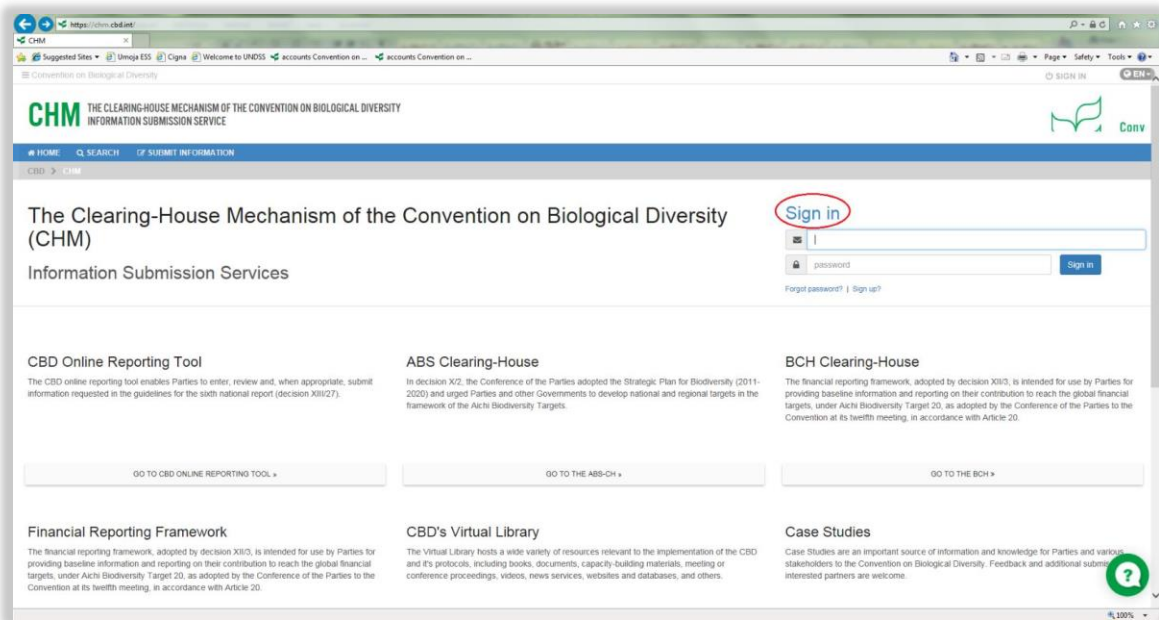 https://chm.cbd.int/
CHM
Suggested Sites Umoja ESS Cigna Welcome to UNDSS accounts Convention on ... accounts Convention on ...
Page Safety Tools
Convention on Biological Diversity
SIGN IN
EN
CHM
THE CLEARING-HOUSE MECHANISM OF THE CONVENTION ON BIOLOGICAL DIVERSITY
INFORMATION SUBMISSION SERVICE
Conv
HOME SEARCH SUBMIT INFORMATION
CBD > CHM
The Clearing-House Mechanism of the Convention on Biological Diversity
(CHM)
Information Submission Services
Sign in
password
Sign in
Forgot password? | Sign up?
CBD Online Reporting Tool
The CBD online reporting tool enables Parties to enter, review and, when appropriate, submit
information requested in the guidelines for the sixth national report (decision XIII/27).
GO TO CBD ONLINE REPORTING TOOL »
ABS Clearing-House
In decision X/2, the Conference of the Parties adopted the Strategic Plan for Biodiversity (2011-
2020) and urged Parties and other Governments to develop national and regional targets in the
framework of the Aichi Biodiversity Targets.
GO TO THE ABS-CH »
BCH Clearing-House
The financial reporting framework, adopted by decision XII/3, is intended for use by Parties for
providing baseline information and reporting on their contribution to reach the global financial
targets, under Aichi Biodiversity Target 20, as adopted by the Conference of the Parties to the
Convention at its twelfth meeting, in accordance with Article 20.
GO TO THE BCH »
Financial Reporting Framework
The financial reporting framework, adopted by decision XII/3, is intended for use by Parties for
providing baseline information and reporting on their contribution to reach the global financial
targets, under Aichi Biodiversity Target 20, as adopted by the Conference of the Parties to the
Convention at its twelfth meeting, in accordance with Article 20.
CBD's Virtual Library
The Virtual Library hosts a wide variety of resources relevant to the implementation of the CBD
and it's protocols, including books, documents, capacity-building materials, meeting or
conference proceedings, videos, news services, websites and databases, and others.
Case Studies
Case Studies are an important source of information and knowledge for Parties and various
stakeholders to the Convention on Biological Diversity. Feedback and additional
interested partners are welcome.
?
100%